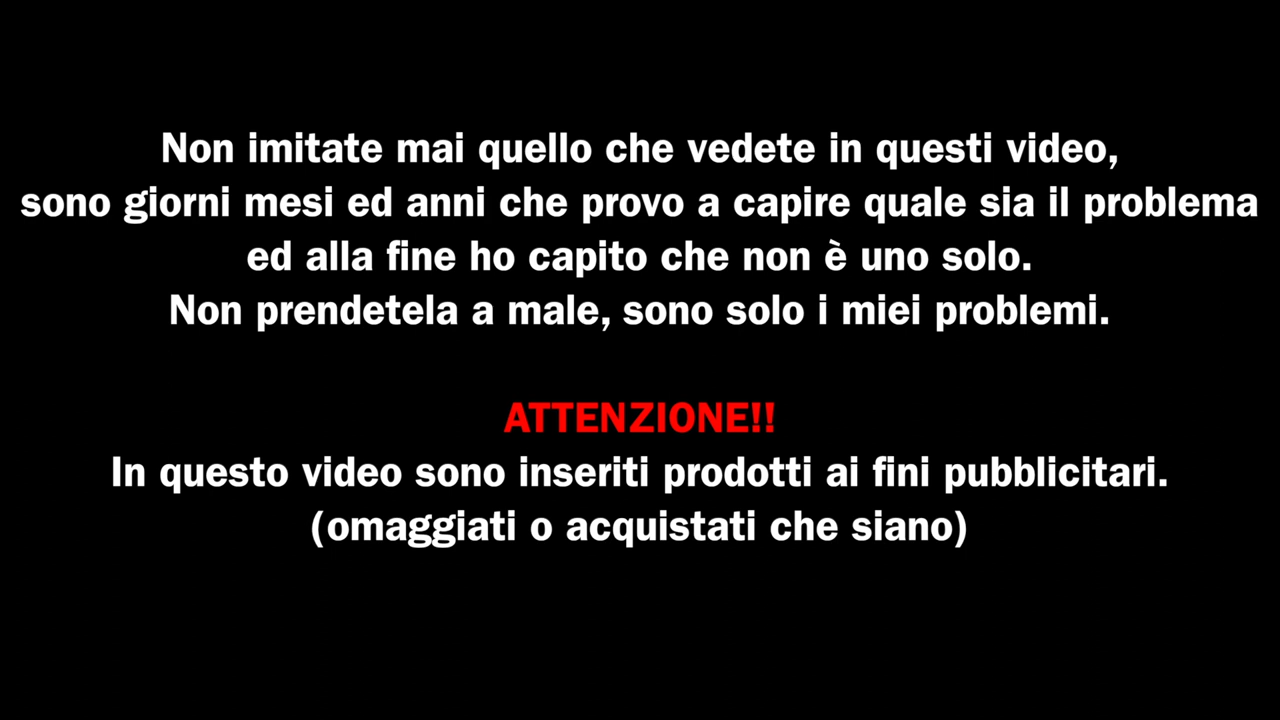 Non imitate mai quello che vedete in questi video,
sono giorni mesi ed anni che provo a capire quale sia il problema
ed alla fine ho capito che non è uno solo.
Non prendetela a male, sono solo i miei problemi.
ATTENZIONE!!
In questo video sono inseriti prodotti ai fini pubblicitari.
(omaggiati o acquistati che siano)